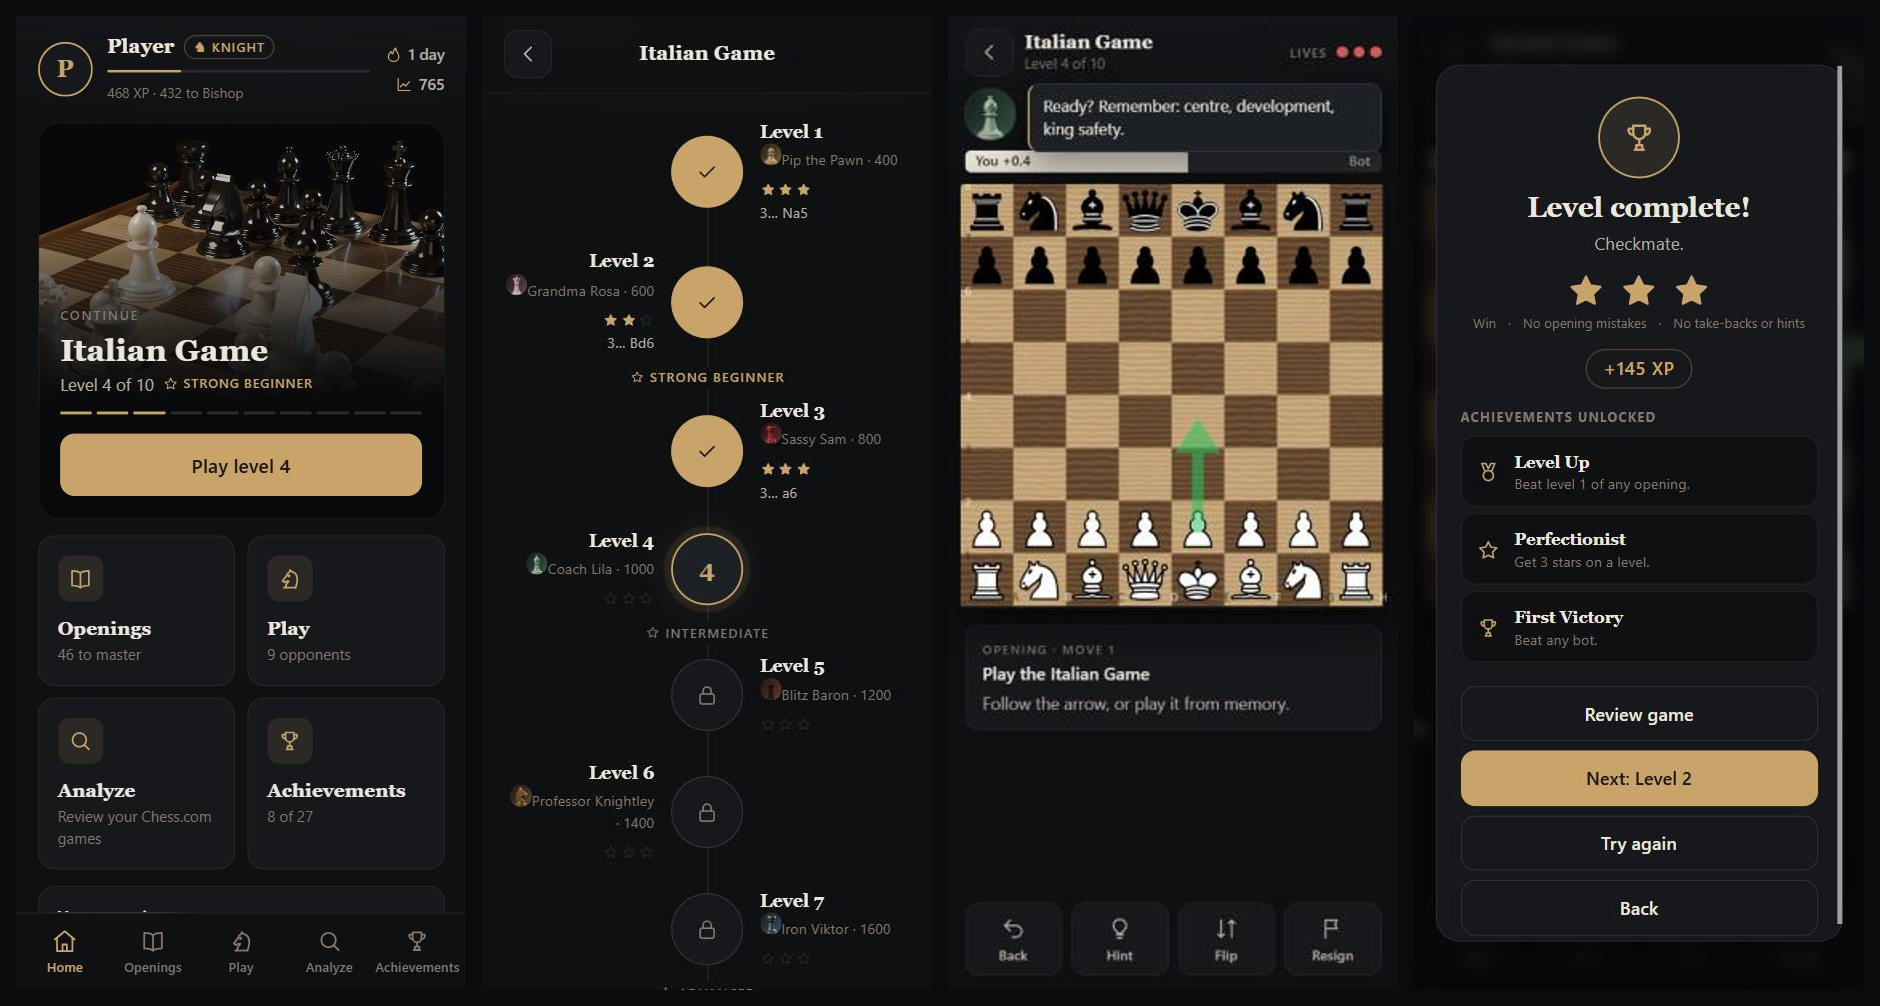 P
Player
KNIGHT
468 XP · 432 to Bishop
1 day
765
CONTINUE
Italian Game
Level 4 of 10
STRONG BEGINNER
Play level 4
Openings
46 to master
Play
9 opponents
Analyze
Review your Chess.com
games
Achievements
8 of 27
Home
Openings
Play
Analyze
Achievements
Italian Game
Level 1
Pip the Pawn · 400
3... Na5
Level 2
Grandma Rosa · 600
3... Bd6
STRONG BEGINNER
Level 3
Sassy Sam · 800
3... a6
Level 4
Coach Lila · 1000
4
INTERMEDIATE
Level 5
Blitz Baron · 1200
Level 6
Professor Knightley
· 1400
Level 7
Iron Viktor · 1600
Italian Game
Level 4 of 10
LIVES
Ready? Remember: centre, development,
king safety.
You +0.4
Bot
OPENING · MOVE 1
Play the Italian Game
Follow the arrow, or play it from memory.
Back
Hint
Flip
Resign
Level complete!
Checkmate.
Win · No opening mistakes · No take-backs or hints
+145 XP
ACHIEVEMENTS UNLOCKED
Level Up
Beat level 1 of any opening.
Perfectionist
Get 3 stars on a level.
First Victory
Beat any bot.
Review game
Next: Level 2
Try again
Back